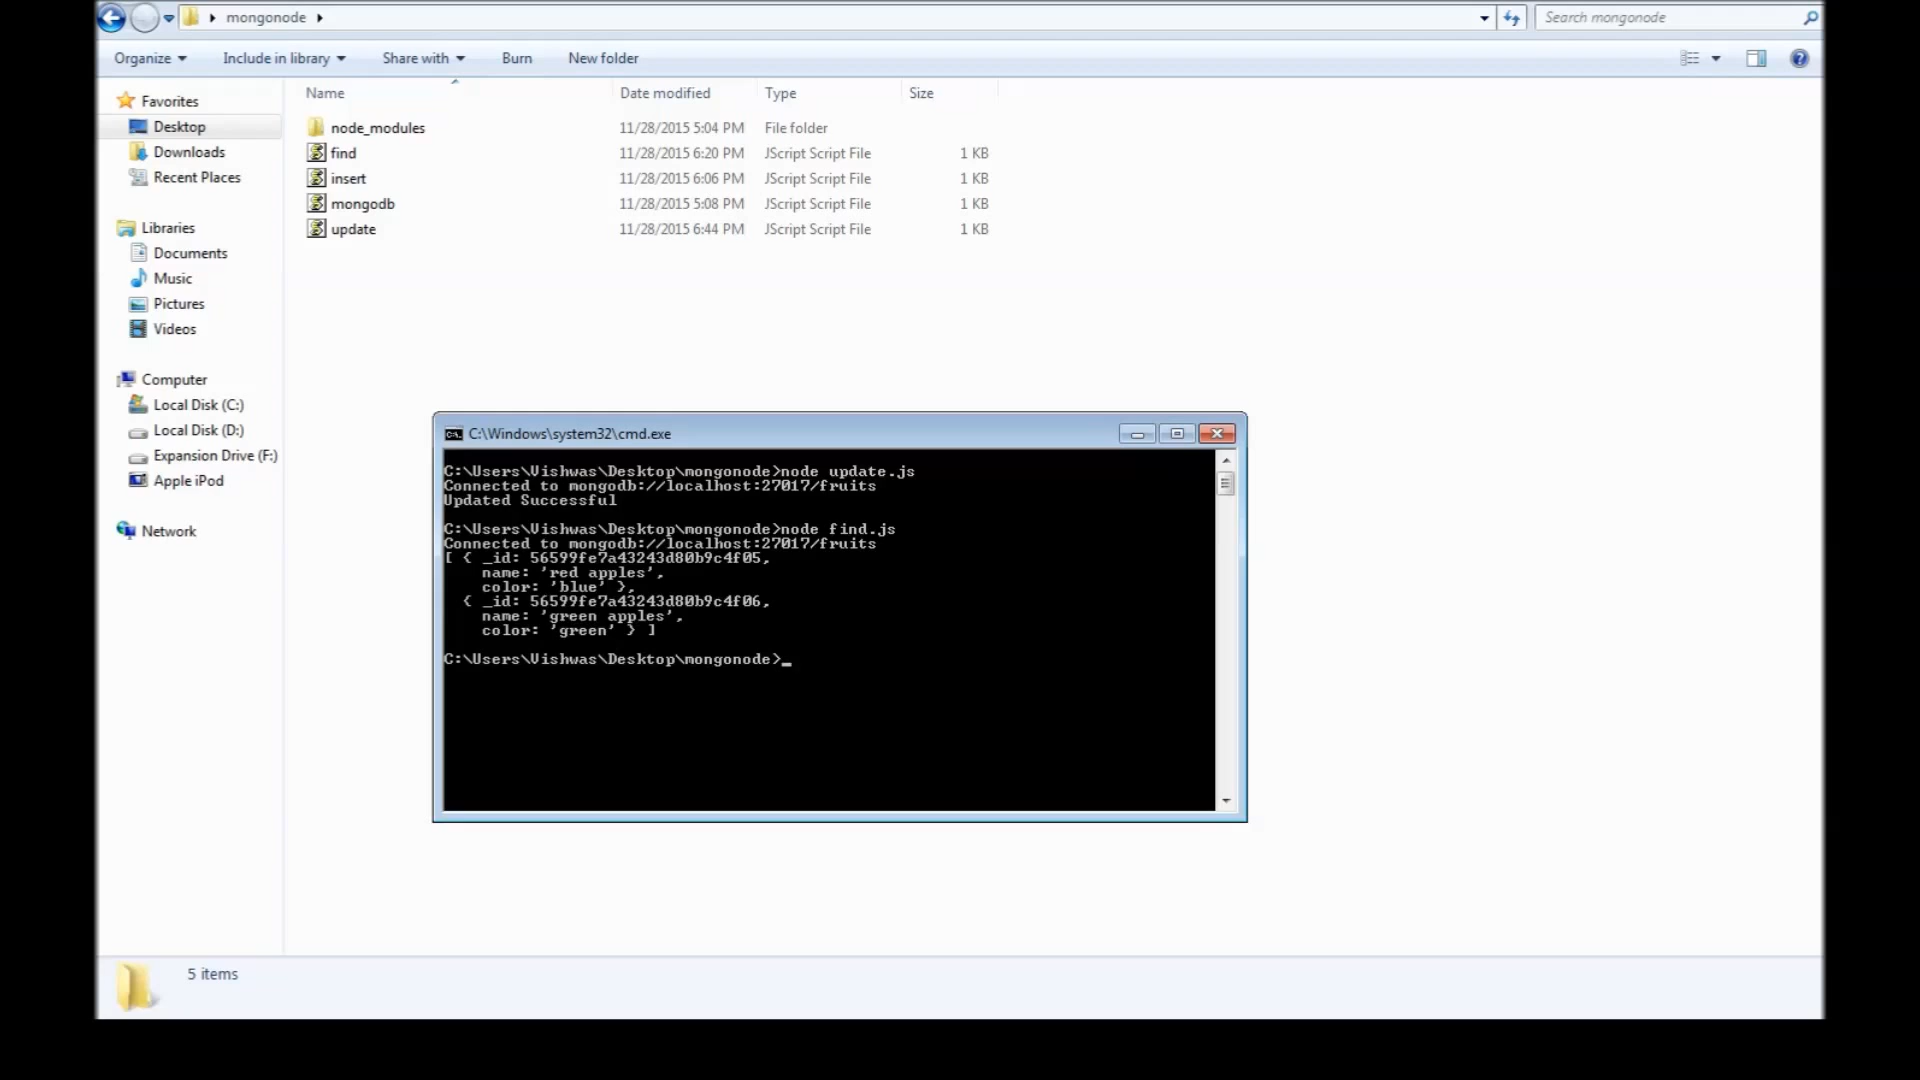 mongonode
Search mongonode
Organize Include in library Share with Burn New folder
Name Date modified Type Size
Favorites
Desktop
Downloads
Recent Places
Libraries
Documents
Music
Pictures
Videos
Computer
Local Disk (C:)
Local Disk (D:)
Expansion Drive (F:)
Apple iPod
Network
node_modules 11/28/2015 5:04 PM File folder
find 11/28/2015 6:20 PM JScript Script File 1 KB
insert 11/28/2015 6:06 PM JScript Script File 1 KB
mongodb 11/28/2015 5:08 PM JScript Script File 1 KB
update 11/28/2015 6:44 PM JScript Script File 1 KB
C:\Windows\system32\cmd.exe
C:\Users\Vishwas\Desktop\mongonode>node update.js
Connected to mongodb://localhost:27017/fruits
Updated Successful
C:\Users\Vishwas\Desktop\mongonode>node find.js
Connected to mongodb://localhost:27017/fruits
[ { _id: 56599fe7a43243d80b9c4f05,
name: 'red apples',
color: 'blue' },
{ _id: 56599fe7a43243d80b9c4f06,
name: 'green apples',
color: 'green' } ]
C:\Users\Vishwas\Desktop\mongonode>_
5 items